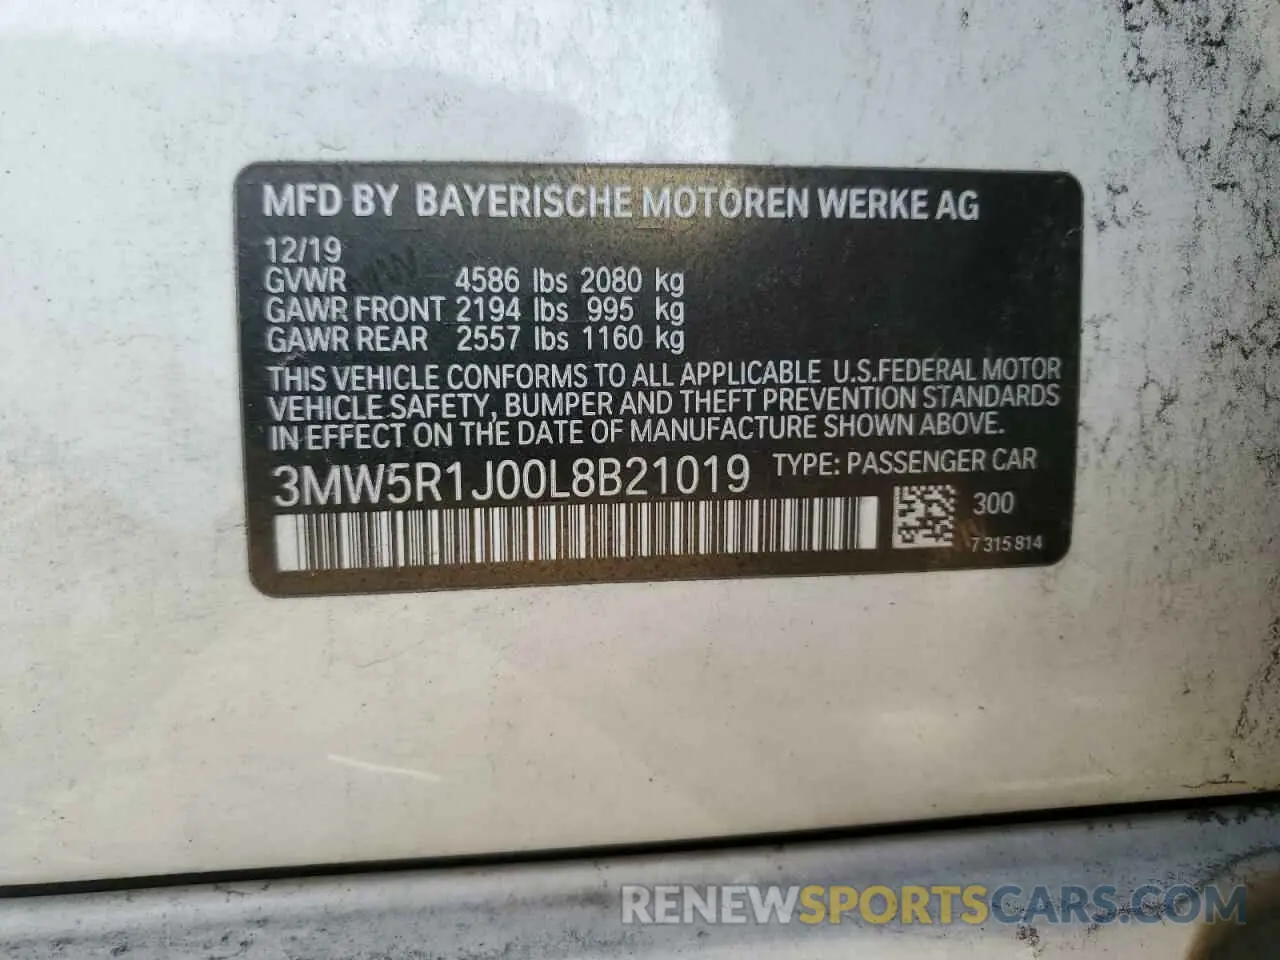 MFD BY BAYERISCHE MOTOREN WERKE AG
12/19
GVWR 4586 lbs 2080 kg
GAWR FRONT 2194 lbs 995 kg
GAWR REAR 2557 lbs 1160 kg
THIS VEHICLE CONFORMS TO ALL APPLICABLE U.S.FEDERAL MOTOR
VEHICLE SAFETY, BUMPER AND THEFT PREVENTION STANDARDS
IN EFFECT ON THE DATE OF MANUFACTURE SHOWN ABOVE.
3MW5R1J00L8B21019 TYPE: PASSENGER CAR
300
7 315 814
RENEWSPORTSCARS.COM